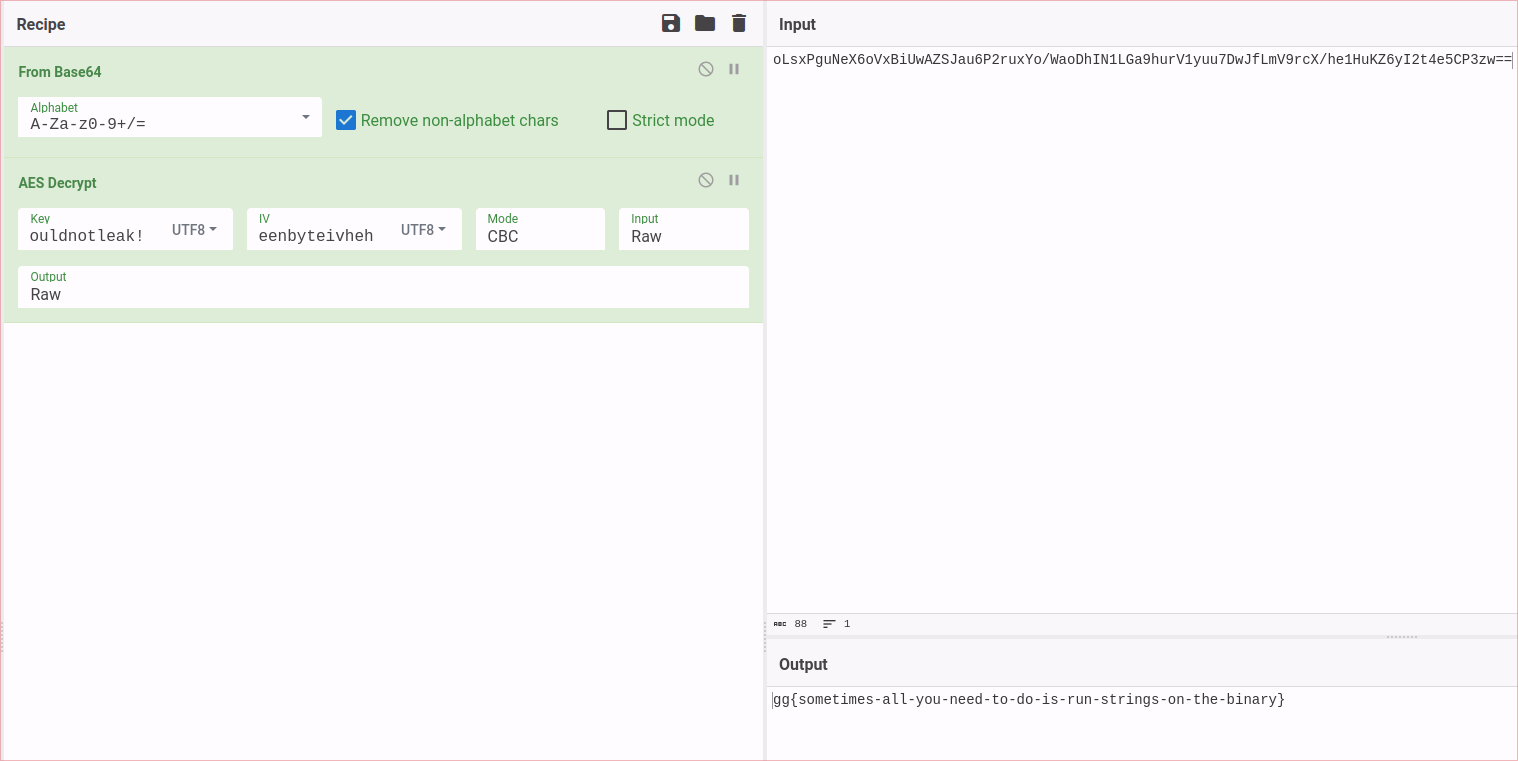 Recipe
From Base64
Alphabet
A-Za-z0-9+/=
Remove non-alphabet chars
Strict mode
AES Decrypt
Key
ouldnotleak!
UTF8
IV
eenbyteivheh
UTF8
Mode
CBC
Input
Raw
Output
Raw
Input
oLsxPguNeX6oVxBiUwAZSJau6P2ruxYo/WaoDhIN1LGa9hurV1yuu7DwJfLmV9rcX/he1HuKZ6yI2t4e5CP3zw==
ABC 88 1
Output
gg{sometimes-all-you-need-to-do-is-run-strings-on-the-binary}